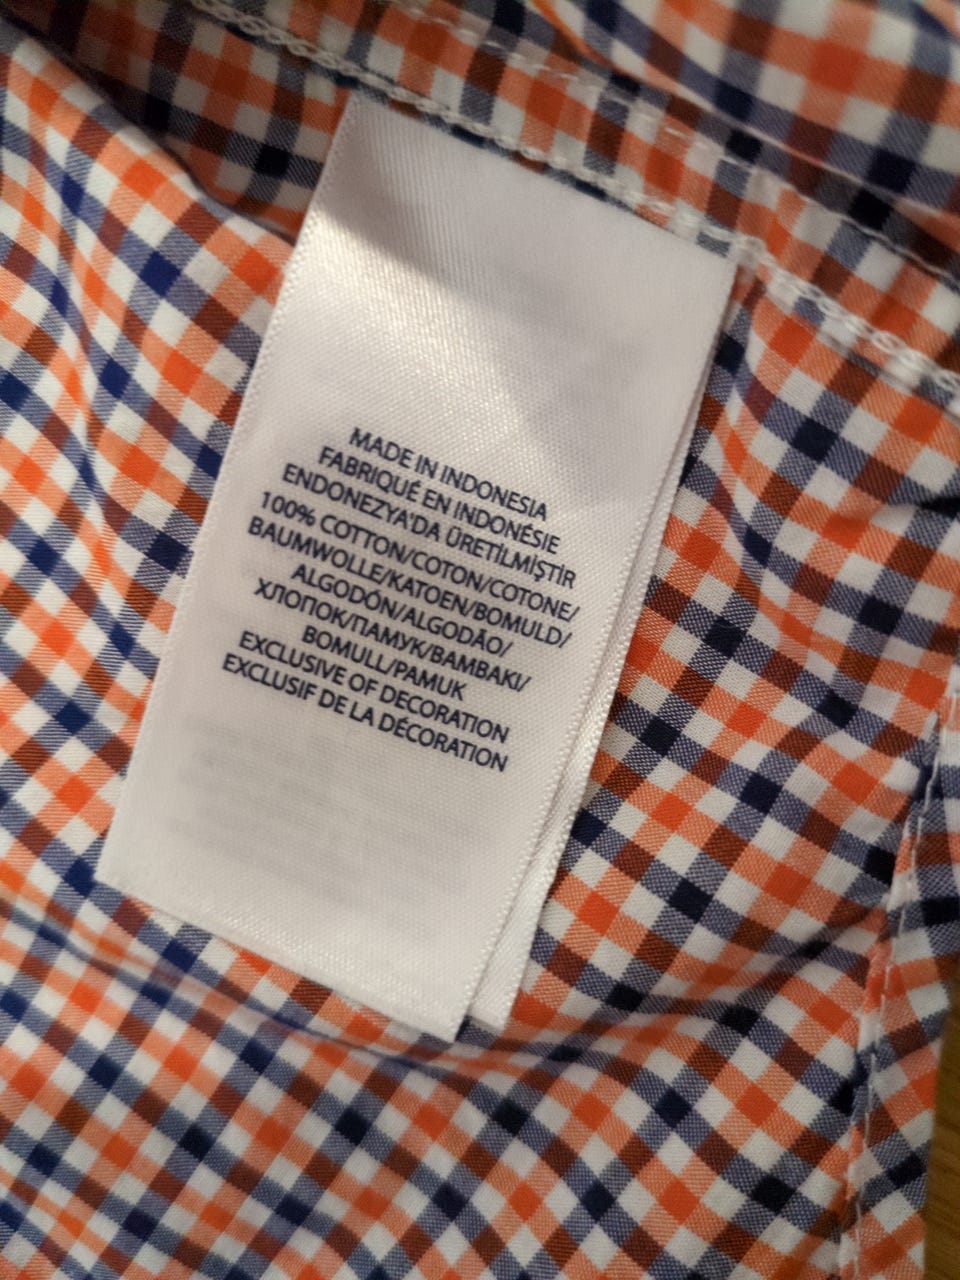 MADE IN INDONESIA
FABRIQUÉ EN INDONÉSIE
ENDONEZYA'DA ÜRETİLMİŞTİR
100% COTTON/COTON/COTONE/
BAUMWOLLE/KATOEN/BOMULD/
ALGODÓN/ALGODÃO/
ХЛОПОК/ПАМУК/BAMBAKI/
BOMULL/PAMUK
EXCLUSIVE OF DECORATION
EXCLUSIF DE LA DÉCORATION